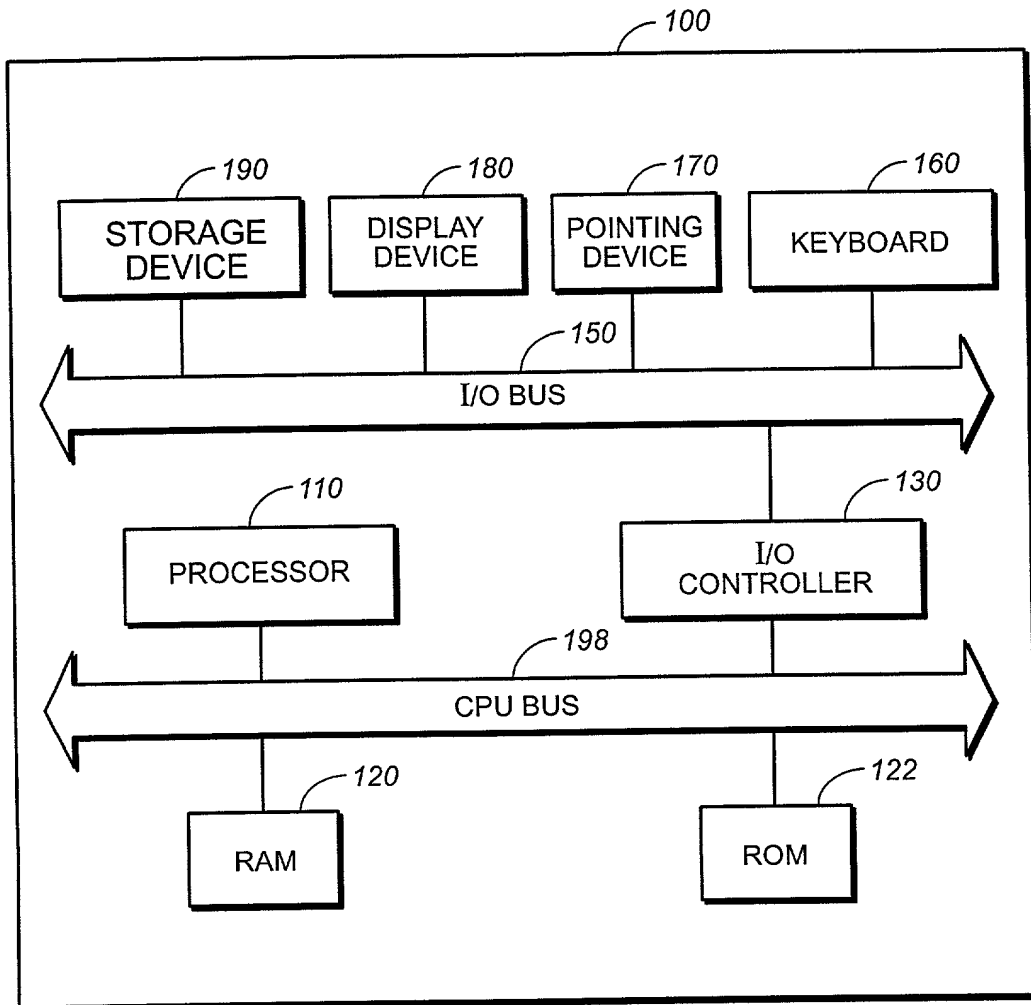 100
190
180
170
160
STORAGE
DEVICE
DISPLAY
DEVICE
POINTING
DEVICE
KEYBOARD
150
I/O BUS
110
130
PROCESSOR
I/O
CONTROLLER
198
CPU BUS
120
122
RAM
ROM